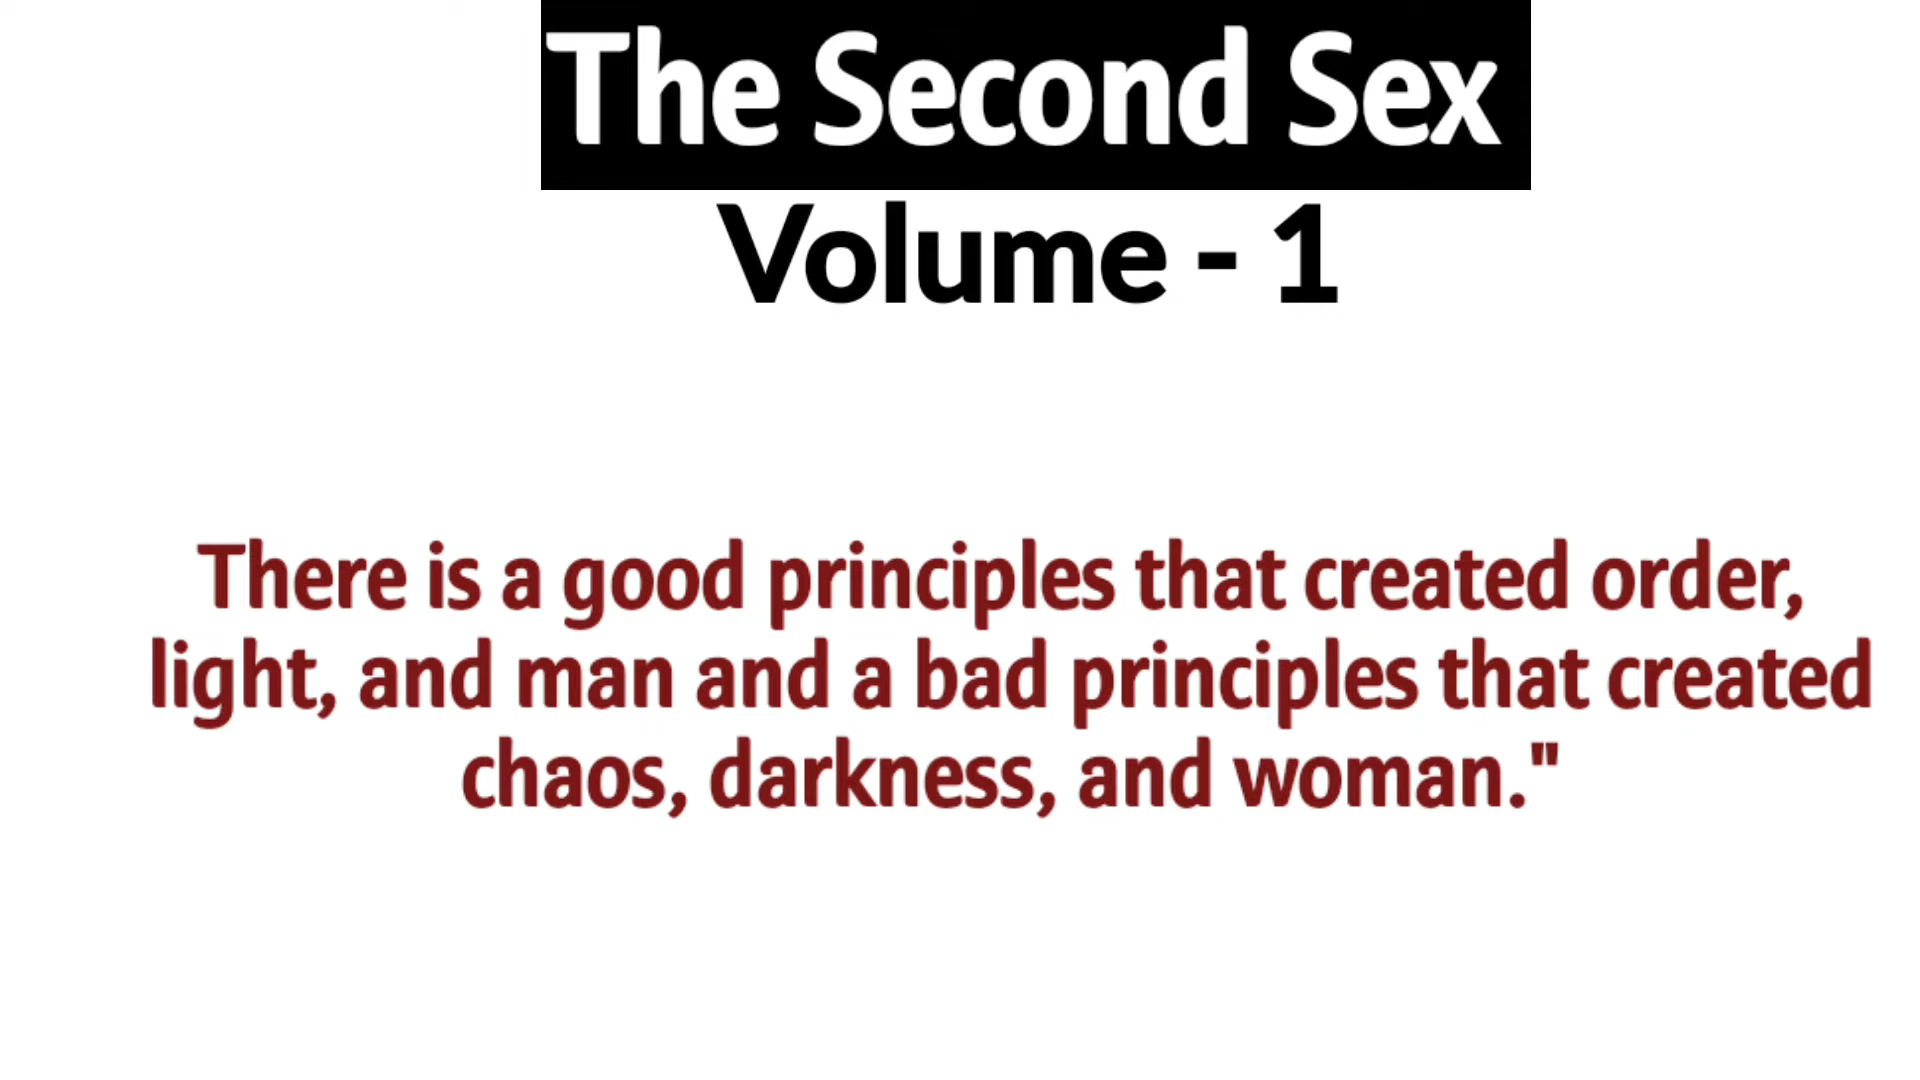 The Second Sex
Volume - 1
There is a good principles that created order,
light, and man and a bad principles that created
chaos, darkness, and woman."